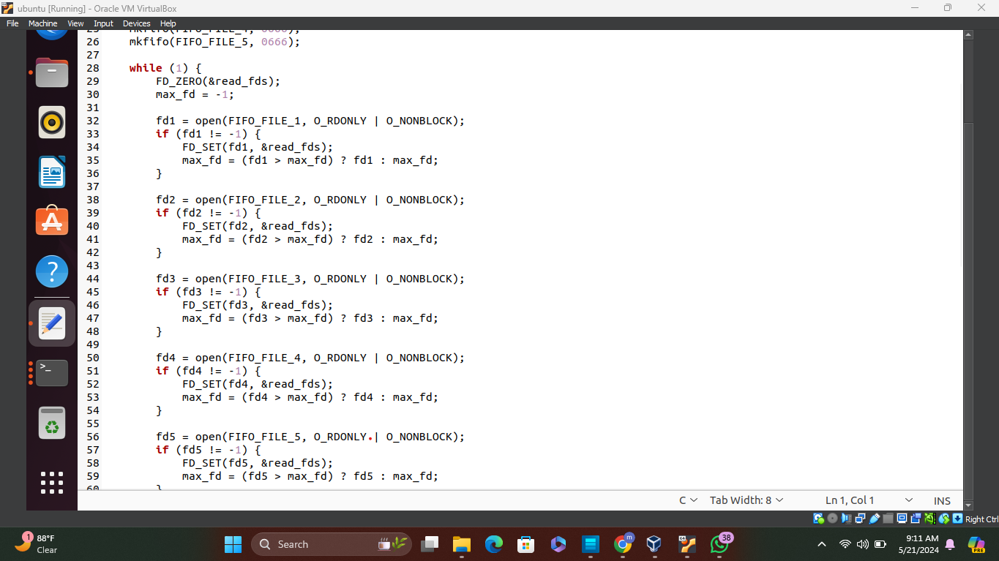 ubuntu [Running] - Oracle VM VirtualBox
File Machine View Input Devices Help
26 mkfifo(FIFO_FILE_5, 0666);
27
28 while (1) {
29 FD_ZERO(&read_fds);
30 max_fd = -1;
31
32 fd1 = open(FIFO_FILE_1, O_RDONLY | O_NONBLOCK);
33 if (fd1 != -1) {
34 FD_SET(fd1, &read_fds);
35 max_fd = (fd1 > max_fd) ? fd1 : max_fd;
36 }
37
38 fd2 = open(FIFO_FILE_2, O_RDONLY | O_NONBLOCK);
39 if (fd2 != -1) {
40 FD_SET(fd2, &read_fds);
41 max_fd = (fd2 > max_fd) ? fd2 : max_fd;
42 }
43
44 fd3 = open(FIFO_FILE_3, O_RDONLY | O_NONBLOCK);
45 if (fd3 != -1) {
46 FD_SET(fd3, &read_fds);
47 max_fd = (fd3 > max_fd) ? fd3 : max_fd;
48 }
49
50 fd4 = open(FIFO_FILE_4, O_RDONLY | O_NONBLOCK);
51 if (fd4 != -1) {
52 FD_SET(fd4, &read_fds);
53 max_fd = (fd4 > max_fd) ? fd4 : max_fd;
54 }
55
56 fd5 = open(FIFO_FILE_5, O_RDONLY | O_NONBLOCK);
57 if (fd5 != -1) {
58 FD_SET(fd5, &read_fds);
59 max_fd = (fd5 > max_fd) ? fd5 : max_fd;
60 }
C Tab Width: 8 Ln 1, Col 1 INS
Right Ctrl
1 88°F
Clear
Search
m
38
9:11 AM
5/21/2024
PRE